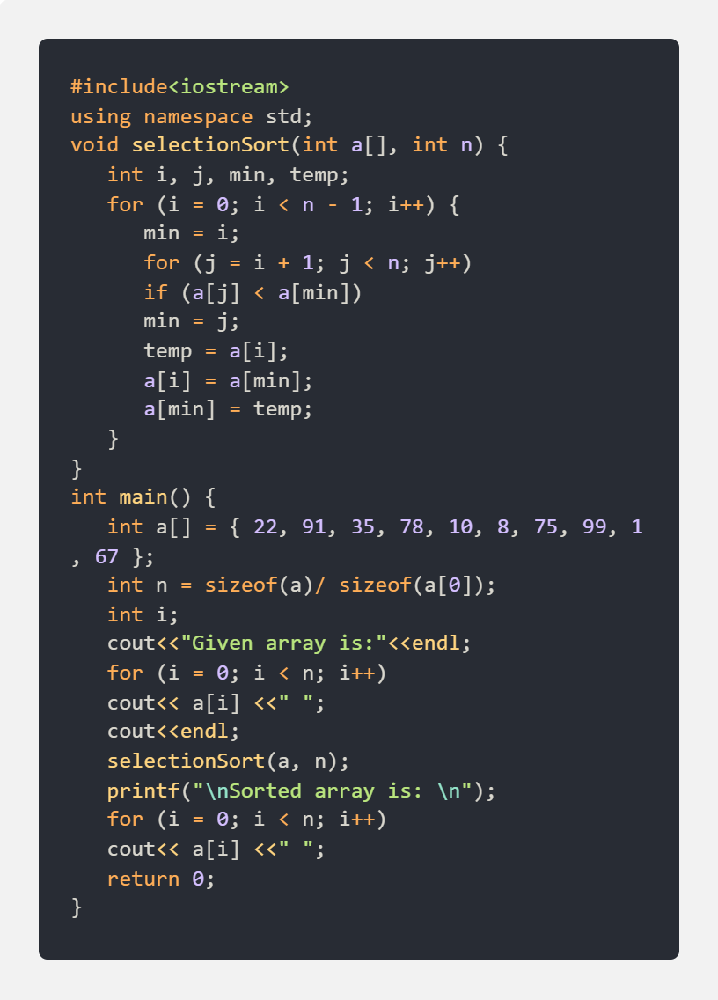 #include<iostream>
using namespace std;
void selectionSort(int a[], int n) {
   int i, j, min, temp;
   for (i = 0; i < n - 1; i++) {
      min = i;
      for (j = i + 1; j < n; j++)
      if (a[j] < a[min])
      min = j;
      temp = a[i];
      a[i] = a[min];
      a[min] = temp;
   }
}
int main() {
   int a[] = { 22, 91, 35, 78, 10, 8, 75, 99, 1
, 67 };
   int n = sizeof(a)/ sizeof(a[0]);
   int i;
   cout<<"Given array is:"<<endl;
   for (i = 0; i < n; i++)
   cout<< a[i] <<" ";
   cout<<endl;
   selectionSort(a, n);
   printf("\nSorted array is: \n");
   for (i = 0; i < n; i++)
   cout<< a[i] <<" ";
   return 0;
}